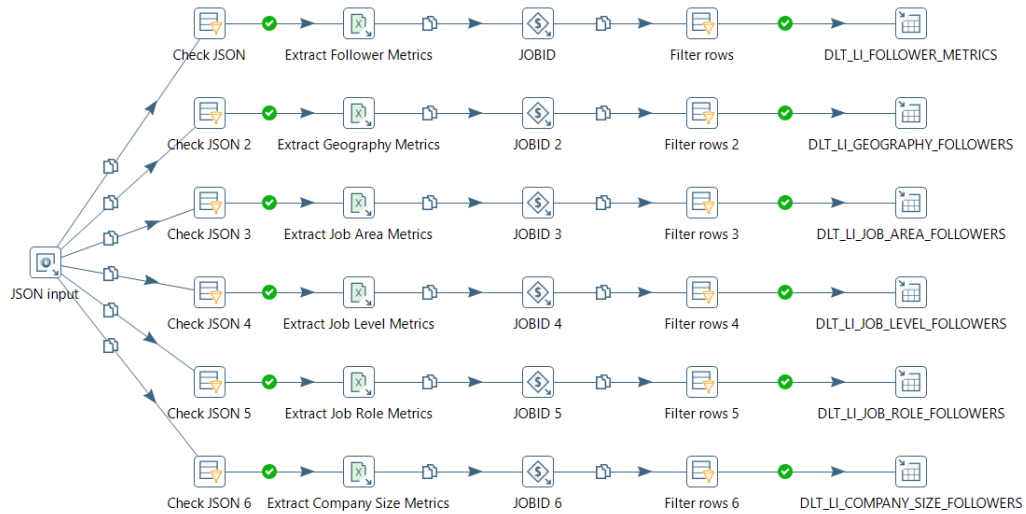 Check JSON
Extract Follower Metrics
JOBID
Filter rows
DLT_LI_FOLLOWER_METRICS
Check JSON 2
Extract Geography Metrics
JOBID 2
Filter rows 2
DLT_LI_GEOGRAPHY_FOLLOWERS
Check JSON 3
Extract Job Area Metrics
JOBID 3
Filter rows 3
DLT_LI_JOB_AREA_FOLLOWERS
JSON input
Check JSON 4
Extract Job Level Metrics
JOBID 4
Filter rows 4
DLT_LI_JOB_LEVEL_FOLLOWERS
Check JSON 5
Extract Job Role Metrics
JOBID 5
Filter rows 5
DLT_LI_JOB_ROLE_FOLLOWERS
Check JSON 6
Extract Company Size Metrics
JOBID 6
Filter rows 6
DLT_LI_COMPANY_SIZE_FOLLOWERS